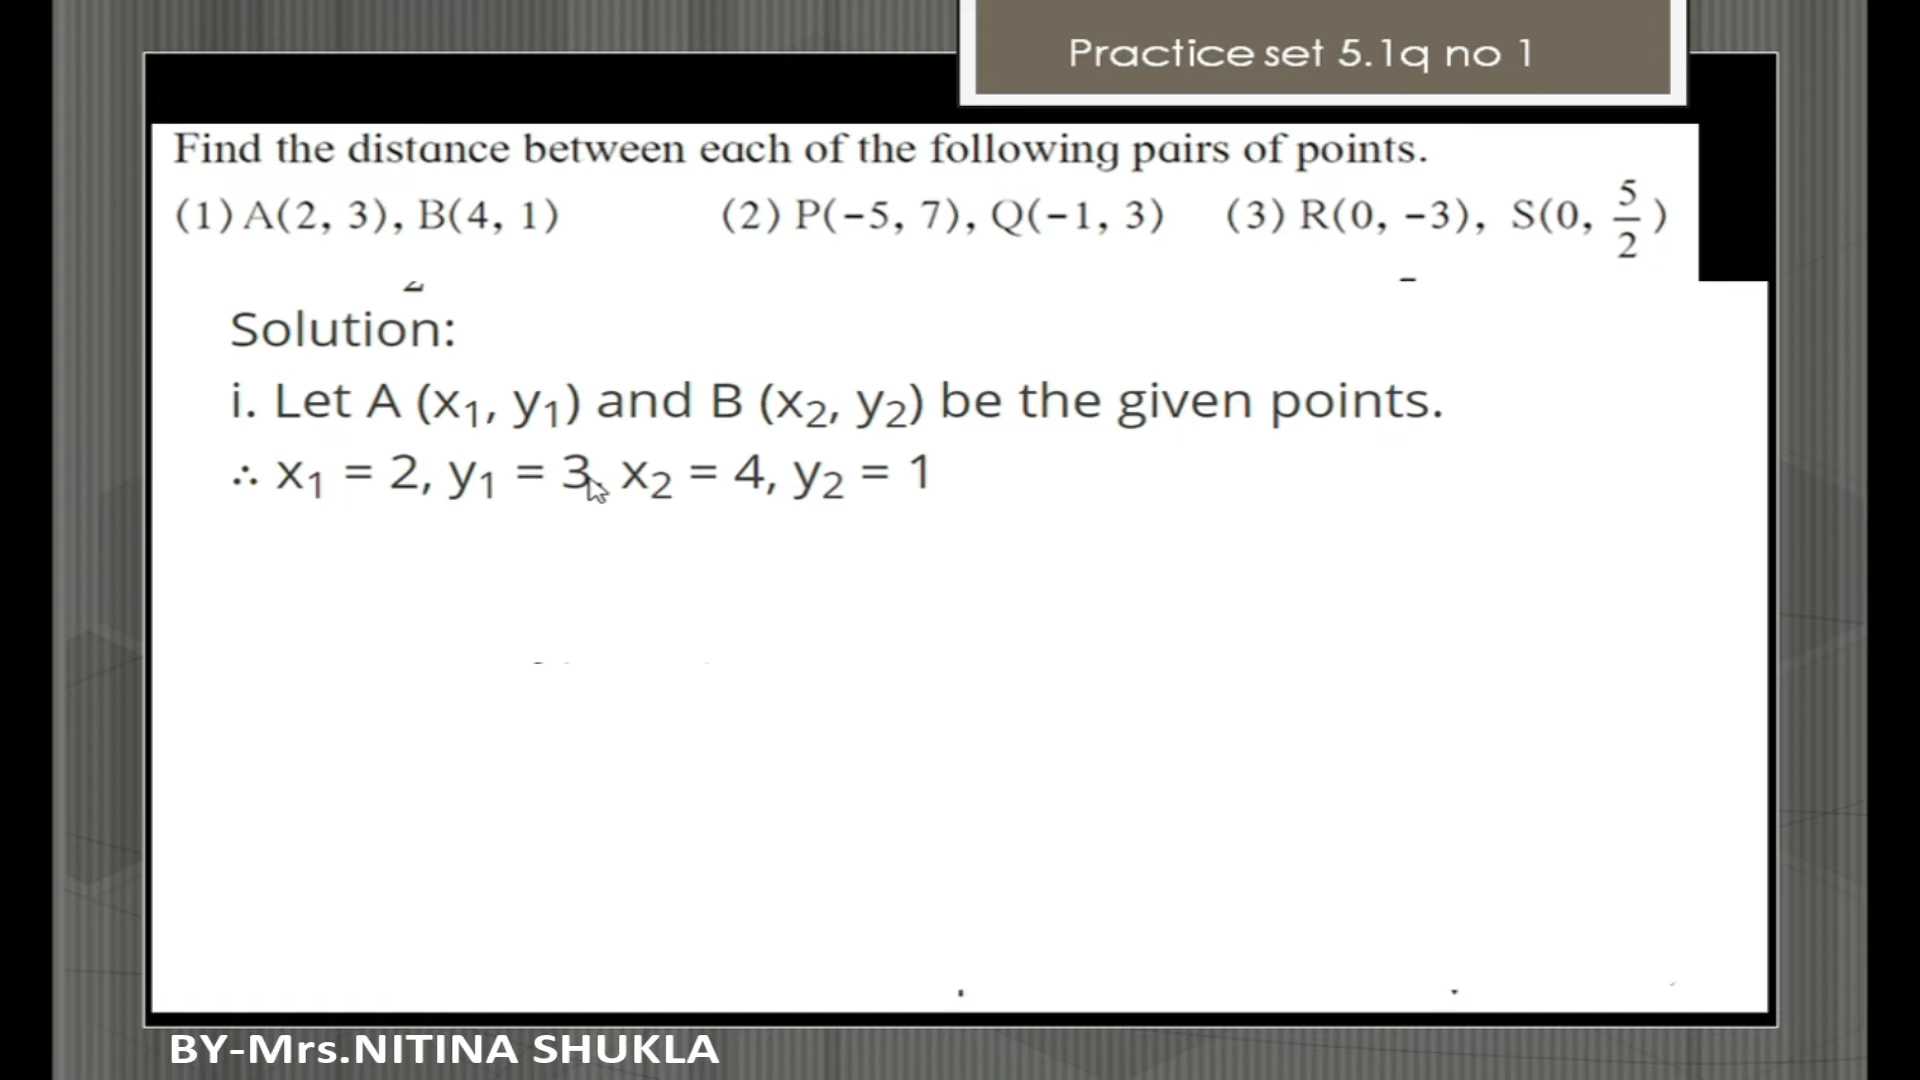 Practice set 5.1q no 1
Find the distance between each of the following pairs of points.
(1) A(2, 3), B(4, 1) (2) P(−5, 7), Q(−1, 3) (3) R(0, −3), S(0, 5/2)
Solution:
i. Let A (x₁, y₁) and B (x₂, y₂) be the given points.
∴ x₁ = 2, y₁ = 3, x₂ = 4, y₂ = 1
BY-Mrs.NITINA SHUKLA